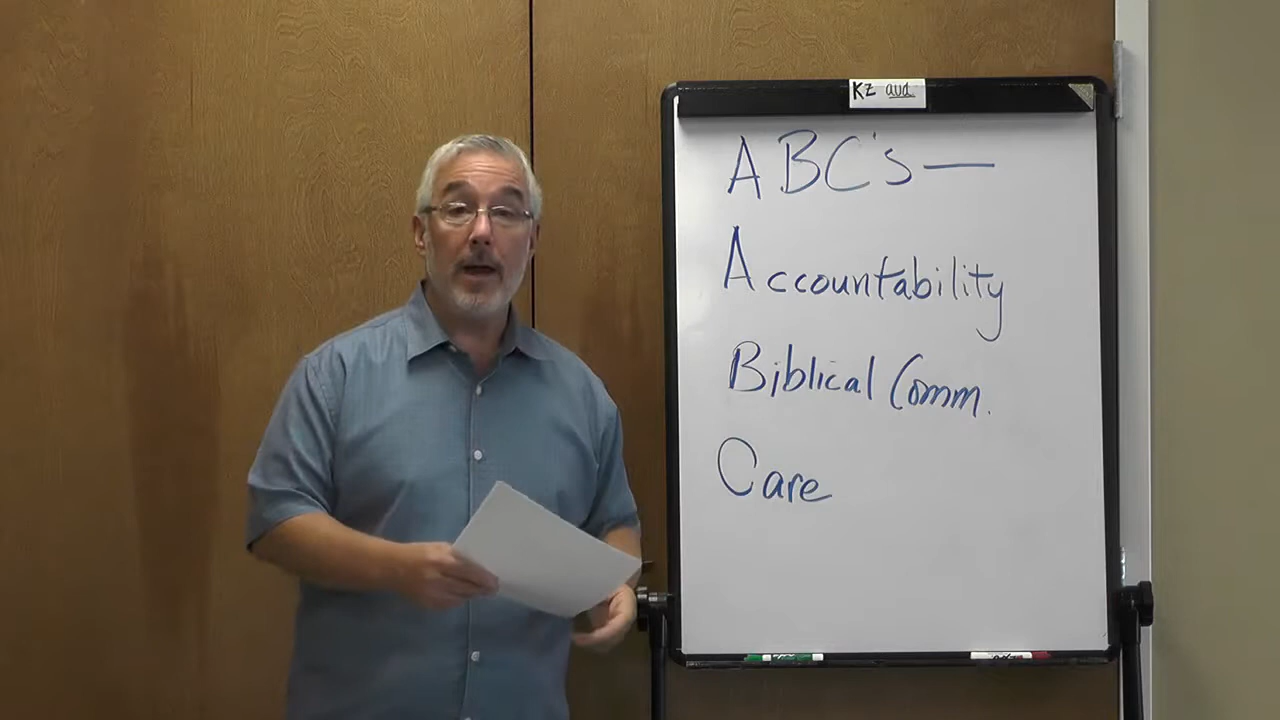 KZ aud.
ABC's —
Accountability
Biblical Comm.
Care